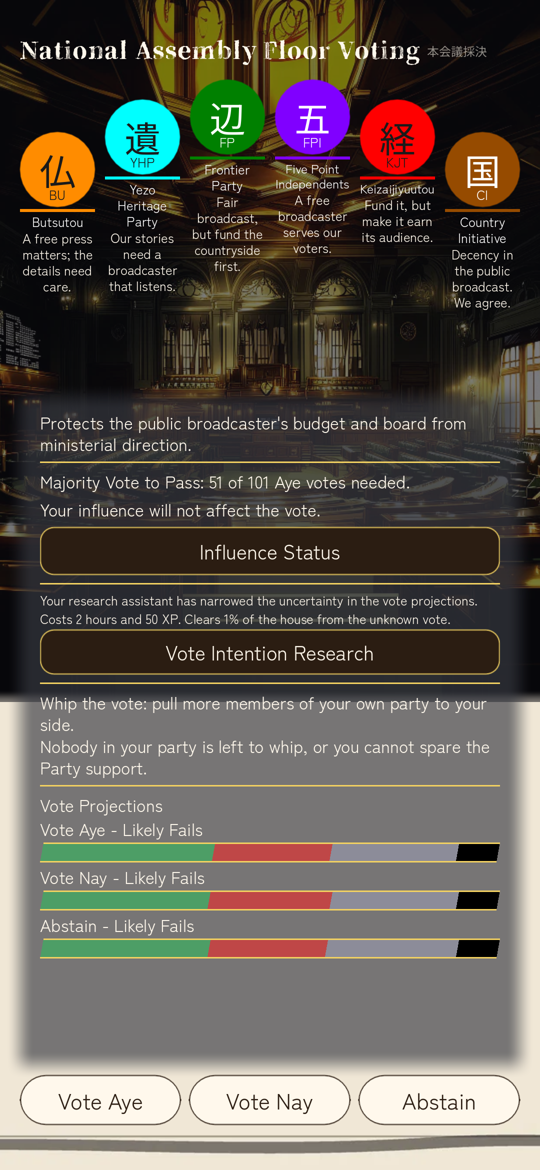 National Assembly Floor Voting 本会議採決
仏
BU
Butsutou
A free press
matters; the
details need
care.
遺
YHP
Yezo
Heritage
Party
Our stories
need a
broadcaster
that listens.
辺
FP
Frontier
Party
Fair
broadcast,
but fund the
countryside
first.
五
FPI
Five Point
Independents
A free
broadcaster
serves our
voters.
経
KJT
Keizaijiyuutou
Fund it, but
make it earn
its audience.
国
CI
Country
Initiative
Decency in
the public
broadcast.
We agree.
Protects the public broadcaster's budget and board from
ministerial direction.
Majority Vote to Pass: 51 of 101 Aye votes needed.
Your influence will not affect the vote.
Influence Status
Your research assistant has narrowed the uncertainty in the vote projections.
Costs 2 hours and 50 XP. Clears 1% of the house from the unknown vote.
Vote Intention Research
Whip the vote: pull more members of your own party to your
side.
Nobody in your party is left to whip, or you cannot spare the
Party support.
Vote Projections
Vote Aye - Likely Fails
Vote Nay - Likely Fails
Abstain - Likely Fails
Vote Aye
Vote Nay
Abstain